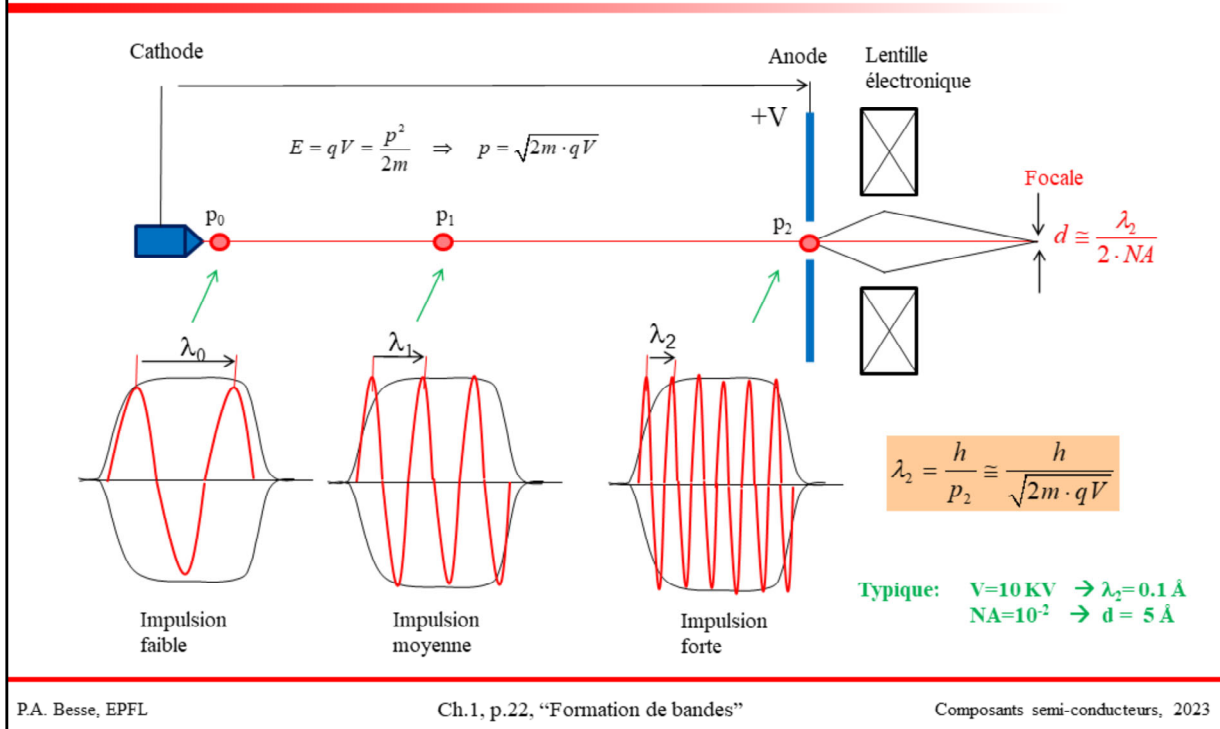 Cathode
Anode
Lentille
électronique
+V
E = qV = p²/2m ⇒ p = √(2m · qV)
Focale
p₀
p₁
p₂
d ≅ λ₂/(2 · NA)
λ₀
λ₁
λ₂
λ₂ = h/p₂ ≅ h/√(2m · qV)
Typique: V=10 KV → λ₂= 0.1 Å
NA=10⁻² → d = 5 Å
Impulsion
faible
Impulsion
moyenne
Impulsion
forte
P.A. Besse, EPFL
Ch.1, p.22, “Formation de bandes”
Composants semi-conducteurs, 2023